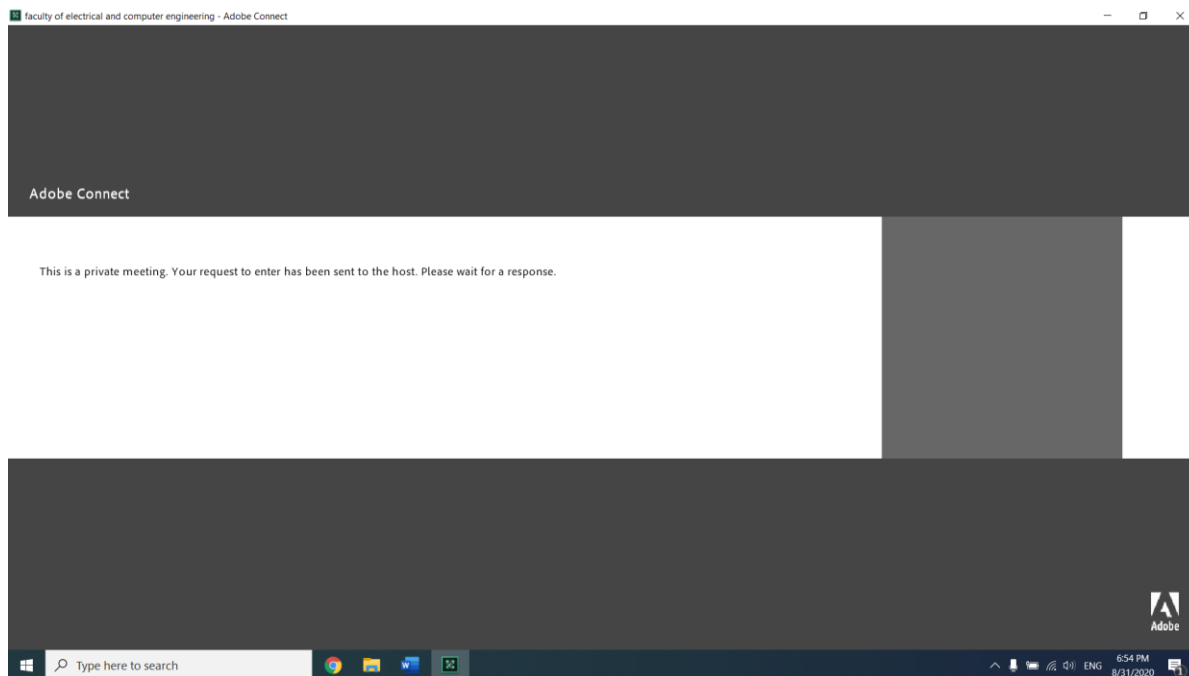 faculty of electrical and computer engineering - Adobe Connect
Adobe Connect
This is a private meeting. Your request to enter has been sent to the host. Please wait for a response.
Adobe
Type here to search
ENG
6:54 PM
8/31/2020
1